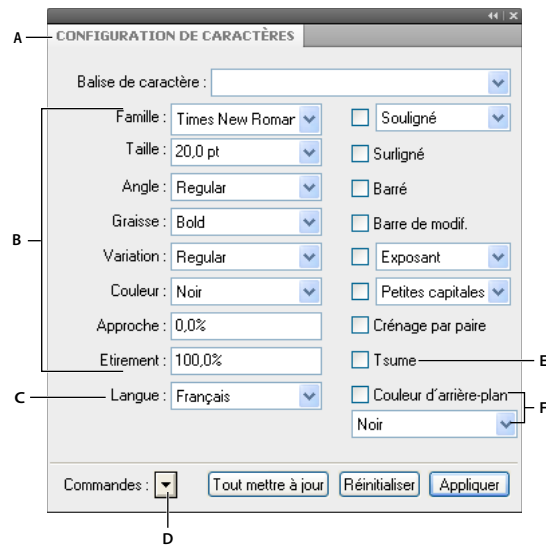 A
CONFIGURATION DE CARACTÈRES
Balise de caractère :
Famille : Times New Romar
Souligné
Taille : 20,0 pt
Surligné
Angle : Regular
Barré
Graisse : Bold
Barre de modif.
B
Variation : Regular
Exposant
Couleur : Noir
Petites capitales
Approche : 0,0%
Crénage par paire
Etirement : 100,0%
Tsume
E
C
Langue : Français
Couleur d'arrière-plan
F
Noir
Commandes :
Tout mettre à jour
Réinitialiser
Appliquer
D